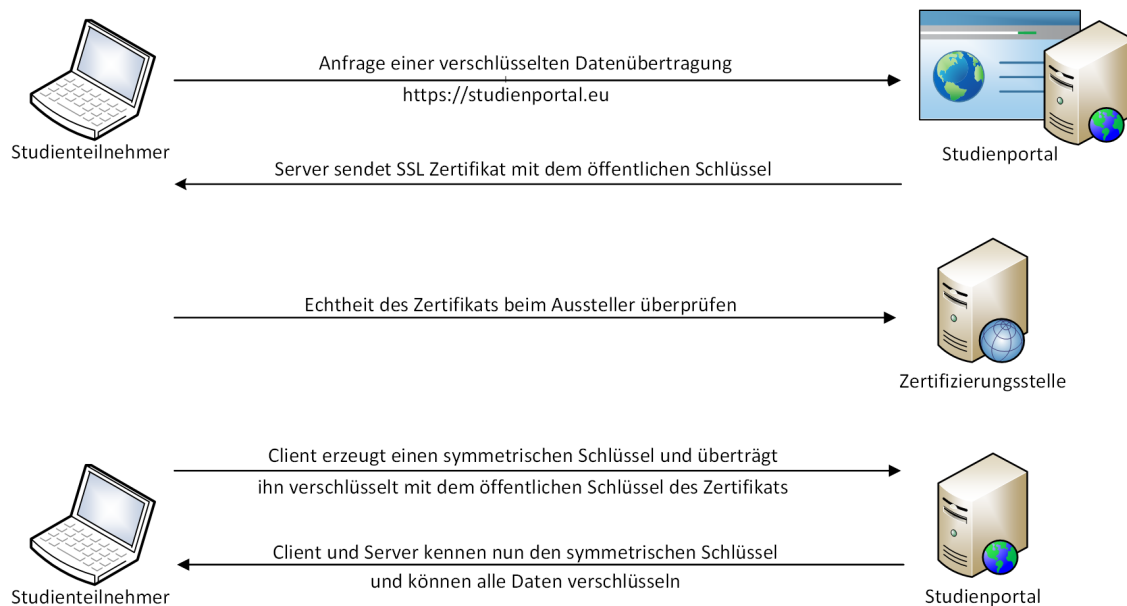 Anfrage einer verschlüsselten Datenübertragung
https://studienportal.eu
Studienteilnehmer
Studienportal
Server sendet SSL Zertifikat mit dem öffentlichen Schlüssel
Echtheit des Zertifikats beim Aussteller überprüfen
Zertifizierungsstelle
Client erzeugt einen symmetrischen Schlüssel und überträgt
ihn verschlüsselt mit dem öffentlichen Schlüssel des Zertifikats
Client und Server kennen nun den symmetrischen Schlüssel
und können alle Daten verschlüseln
Studienteilnehmer
Studienportal